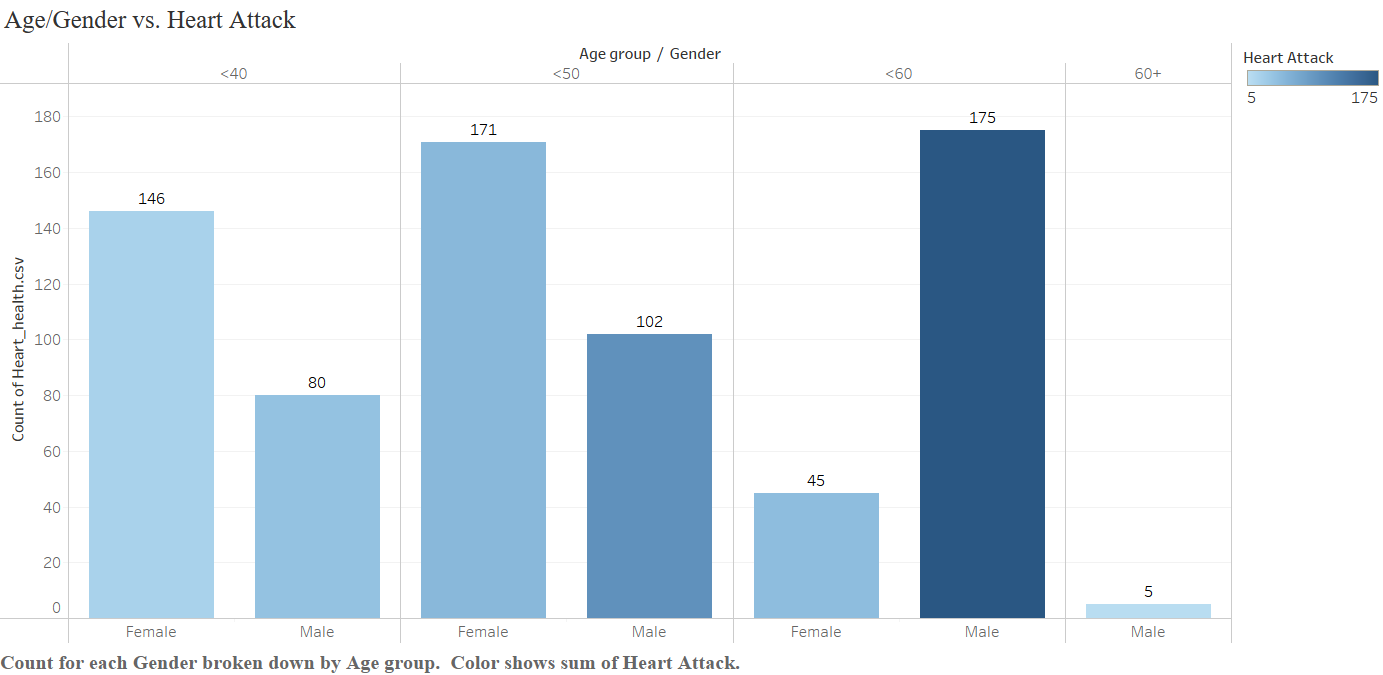 Age/Gender vs. Heart Attack
Age group / Gender
<40 <50 <60 60+
Heart Attack
5 175
Count of Heart_health.csv
180
160
140
120
100
80
60
40
20
0
146
80
171
102
45
175
5
Female Male Female Male Female Male Male
Count for each Gender broken down by Age group. Color shows sum of Heart Attack.